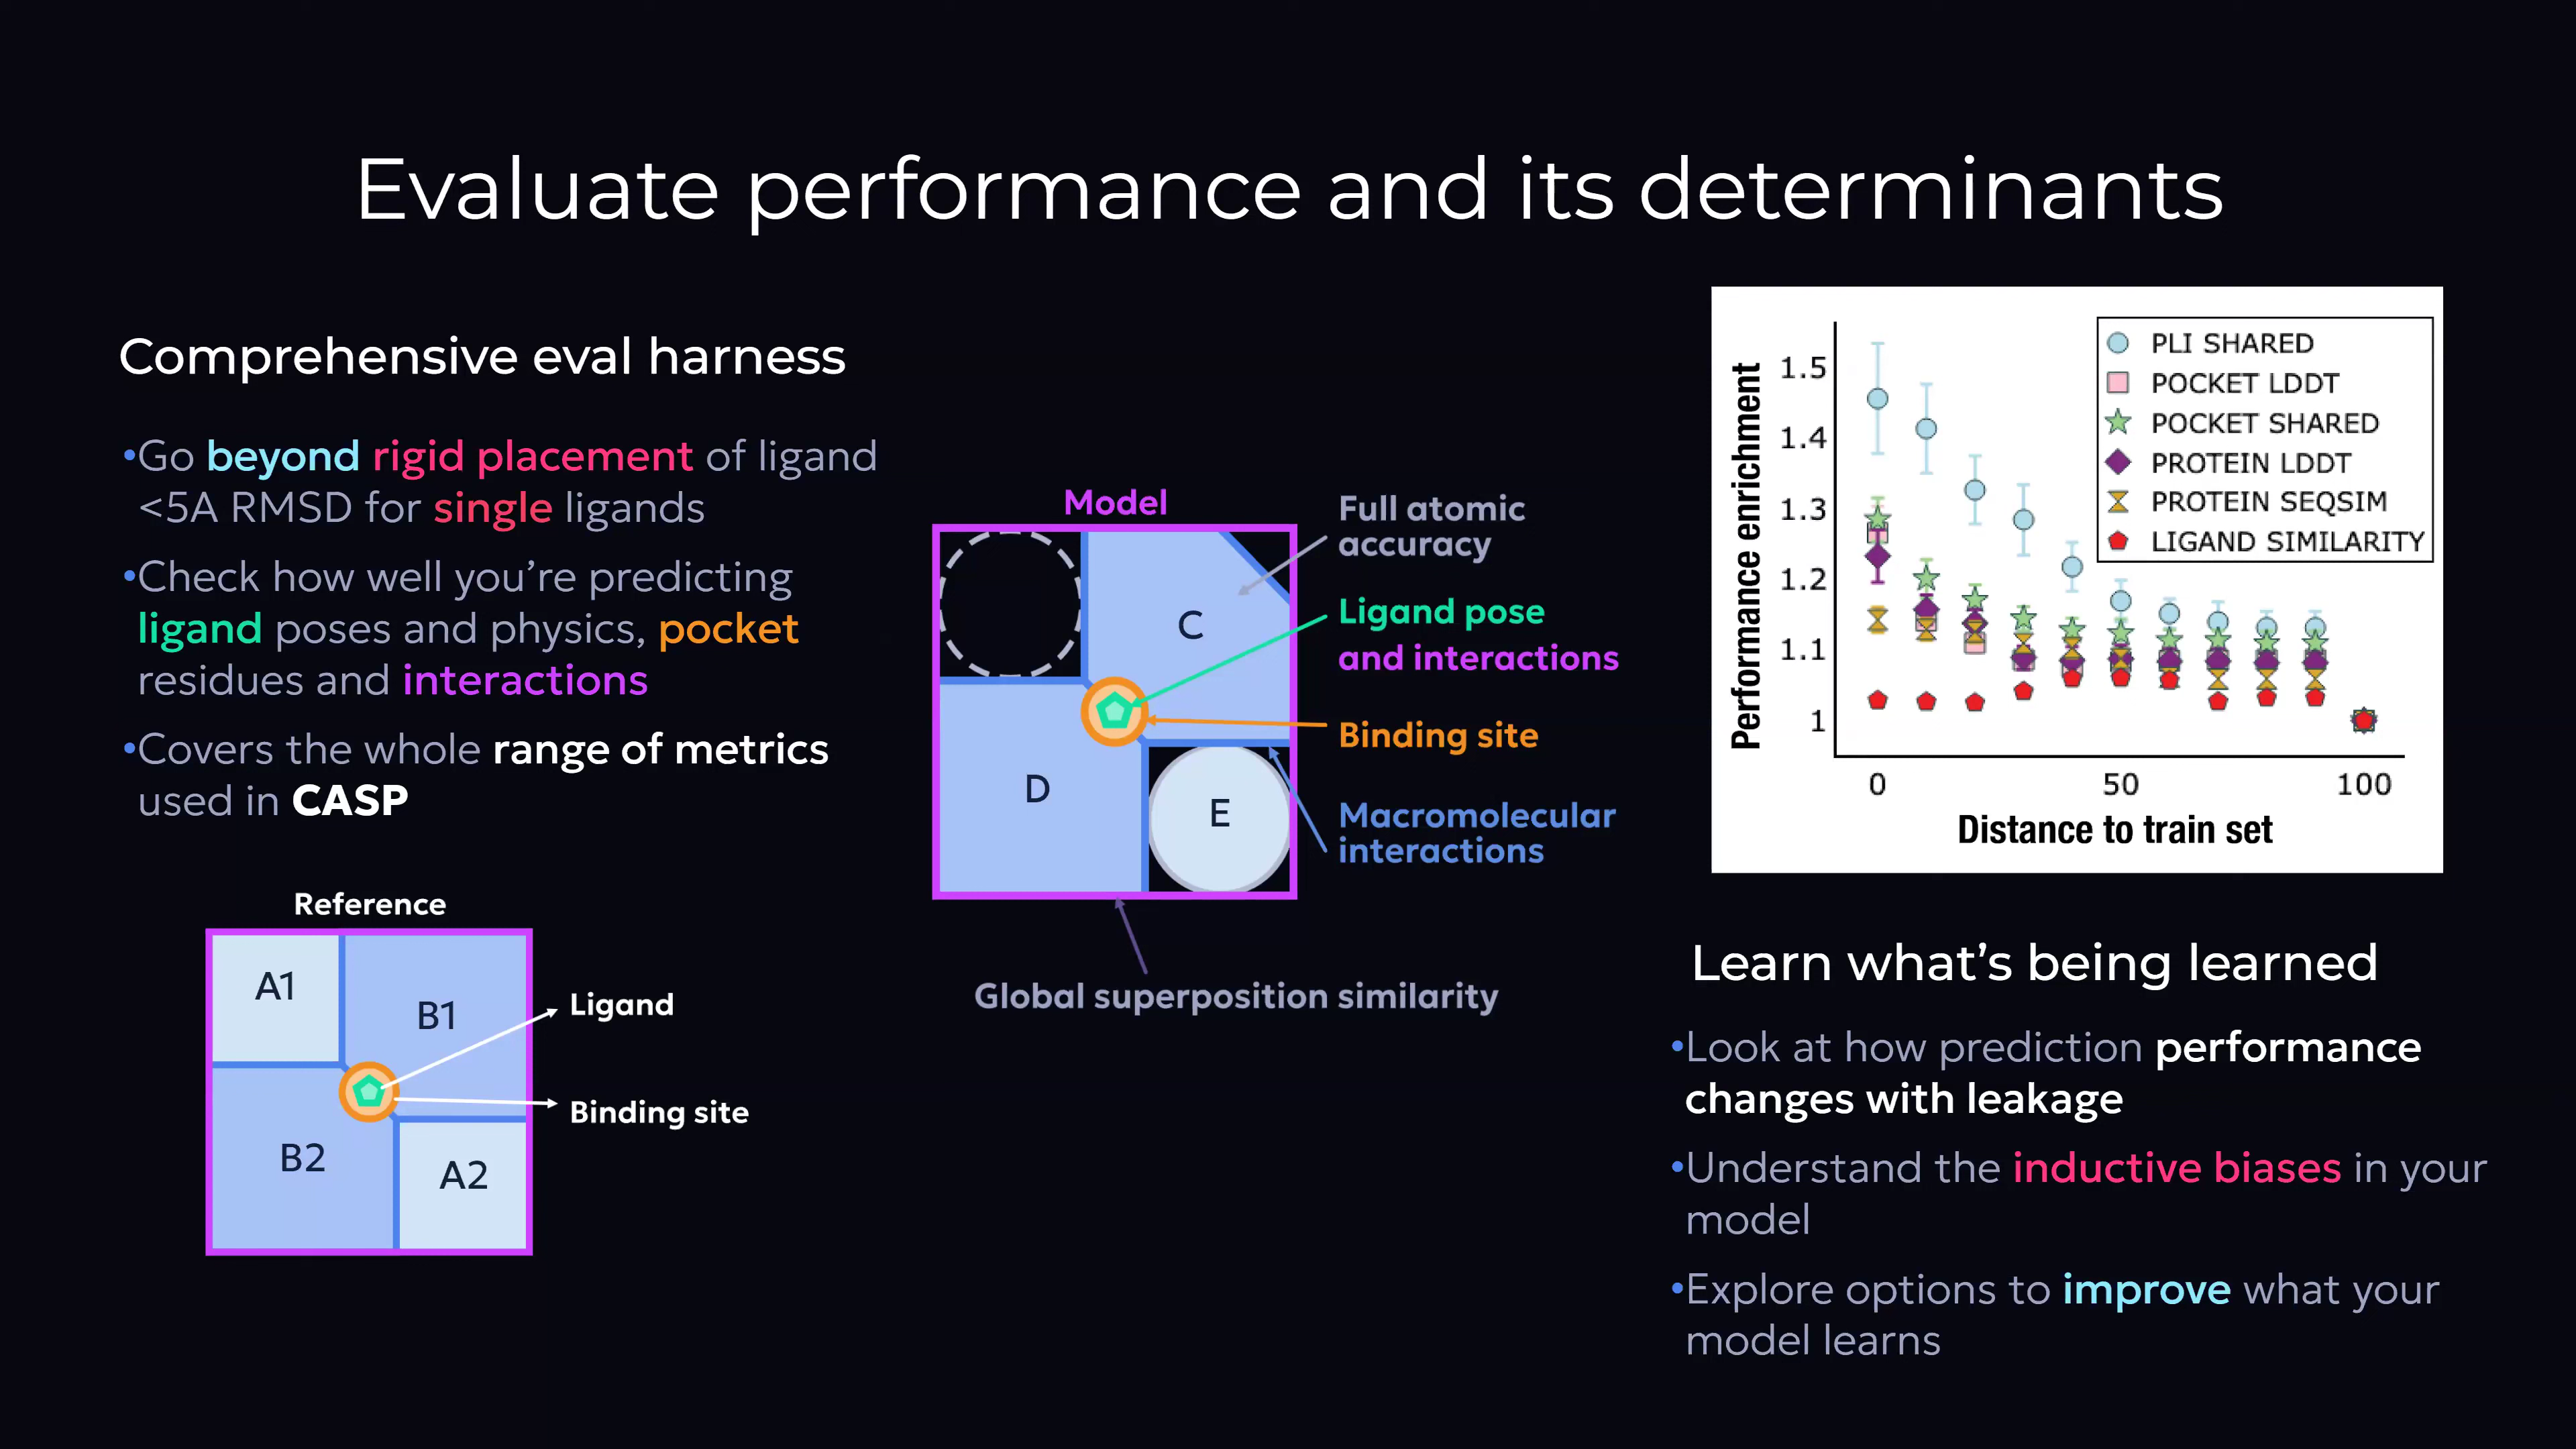 Evaluate performance and its determinants
Comprehensive eval harness
•Go beyond rigid placement of ligand
<5A RMSD for single ligands
•Check how well you’re predicting
ligand poses and physics, pocket
residues and interactions
•Covers the whole range of metrics
used in CASP
Reference
A1
B1
B2
A2
Ligand
Binding site
Model
C
D
E
Full atomic
accuracy
Ligand pose
and interactions
Binding site
Macromolecular
interactions
Global superposition similarity
Performance enrichment
1.5
1.4
1.3
1.2
1.1
1
0
50
100
Distance to train set
PLI SHARED
POCKET LDDT
POCKET SHARED
PROTEIN LDDT
PROTEIN SEQSIM
LIGAND SIMILARITY
Learn what’s being learned
•Look at how prediction performance
changes with leakage
•Understand the inductive biases in your
model
•Explore options to improve what your
model learns